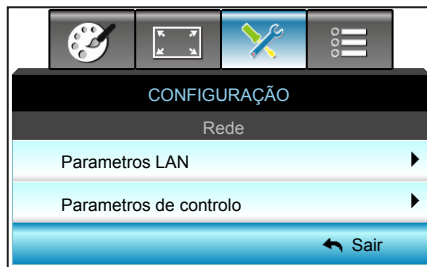 CONFIGURAÇÃO
Rede
Parametros LAN
Parametros de controlo
Sair